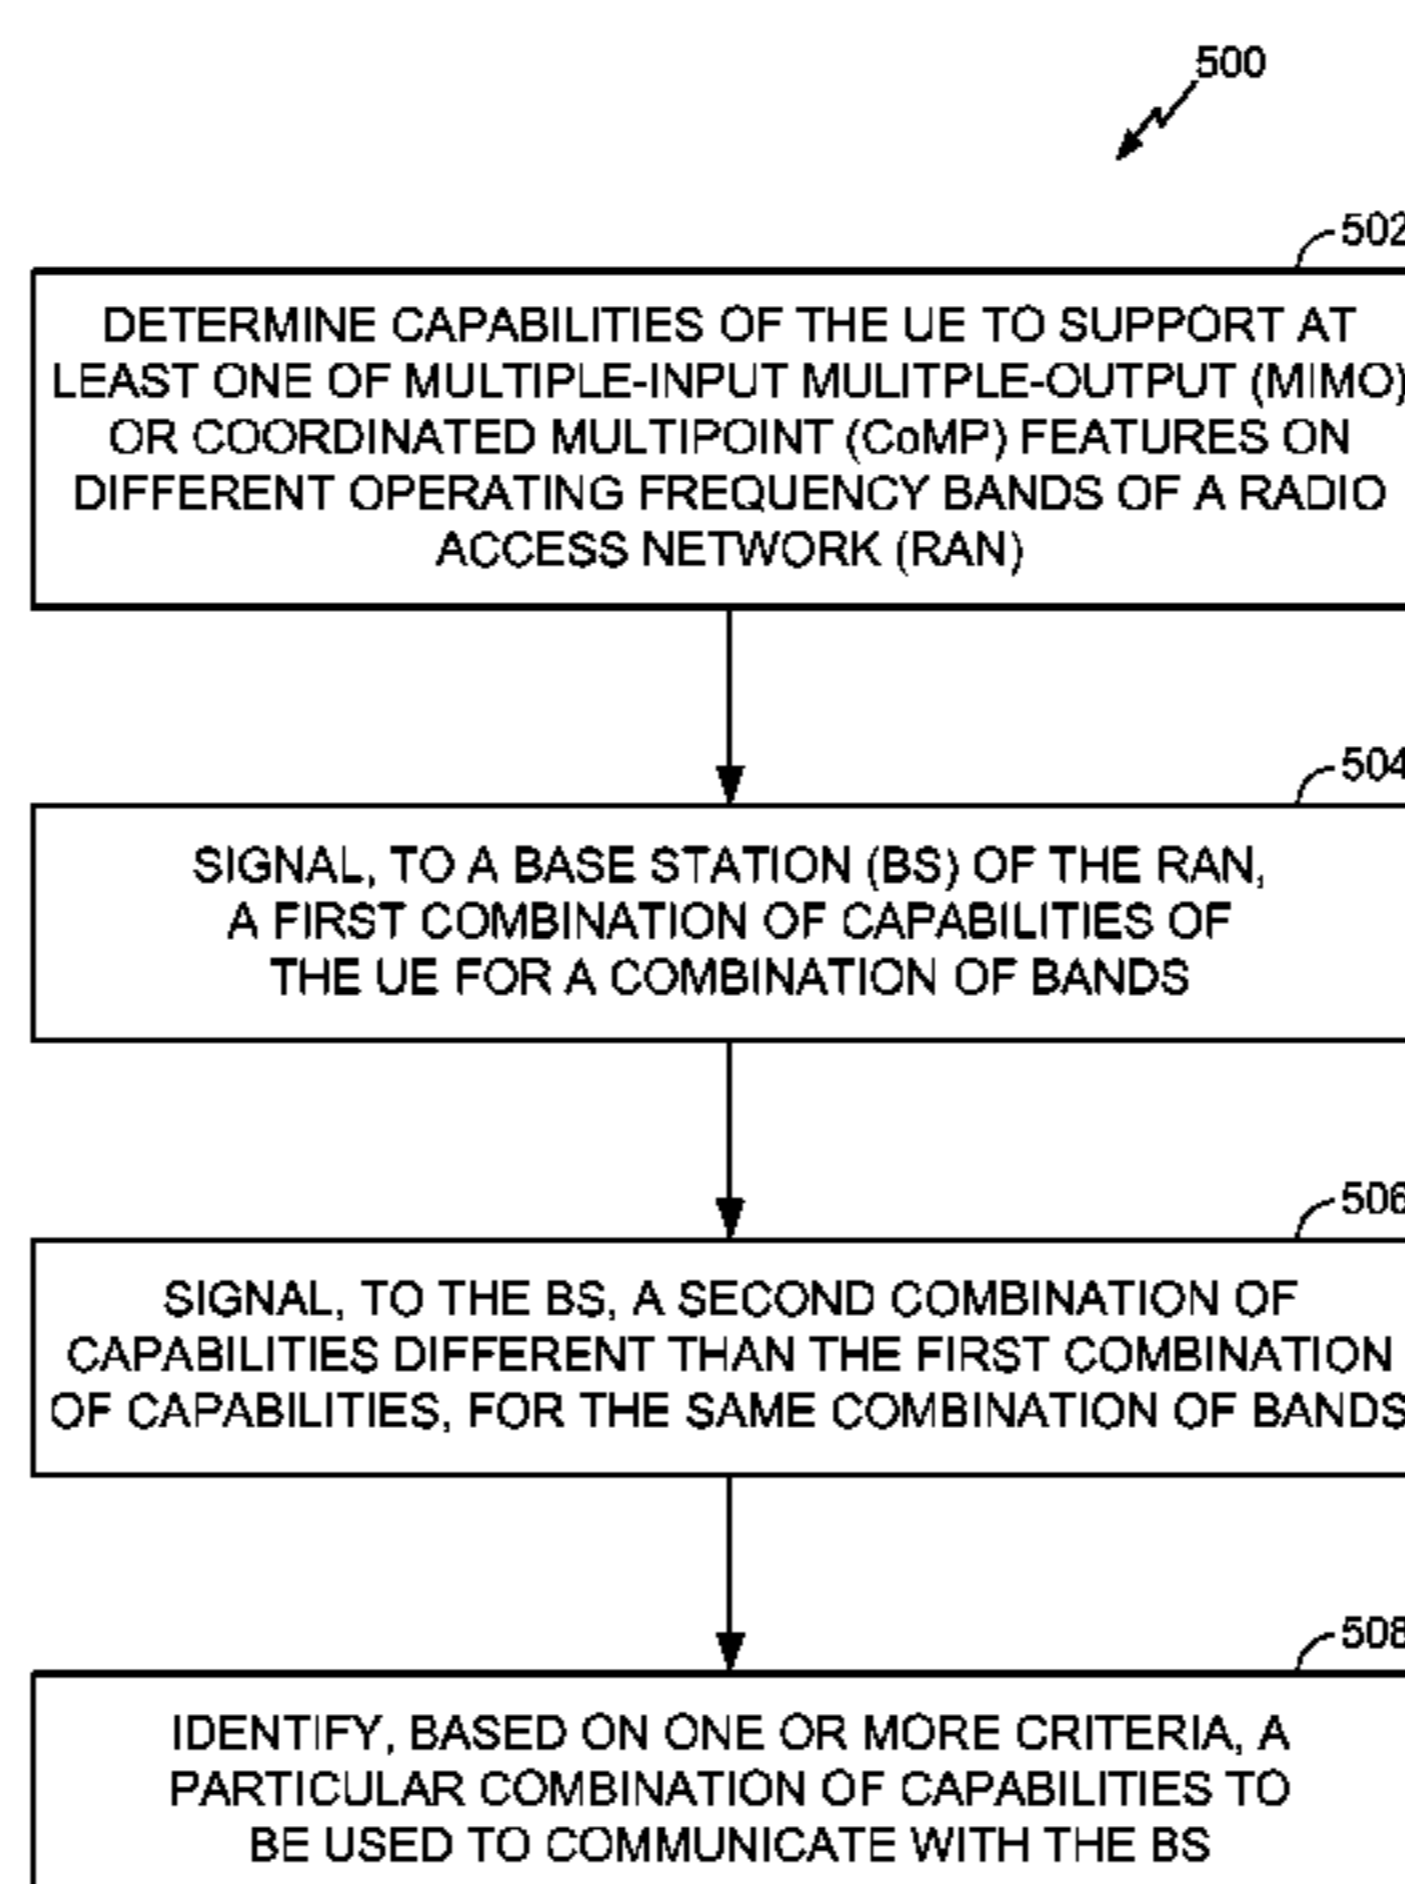 500
502
DETERMINE CAPABILITIES OF THE UE TO SUPPORT AT
LEAST ONE OF MULTIPLE-INPUT MULITPLE-OUTPUT (MIMO)
OR COORDINATED MULTIPOINT (CoMP) FEATURES ON
DIFFERENT OPERATING FREQUENCY BANDS OF A RADIO
ACCESS NETWORK (RAN)
504
SIGNAL, TO A BASE STATION (BS) OF THE RAN,
A FIRST COMBINATION OF CAPABILITIES OF
THE UE FOR A COMBINATION OF BANDS
506
SIGNAL, TO THE BS, A SECOND COMBINATION OF
CAPABILITIES DIFFERENT THAN THE FIRST COMBINATION
OF CAPABILITIES, FOR THE SAME COMBINATION OF BANDS
508
IDENTIFY, BASED ON ONE OR MORE CRITERIA, A
PARTICULAR COMBINATION OF CAPABILITIES TO
BE USED TO COMMUNICATE WITH THE BS